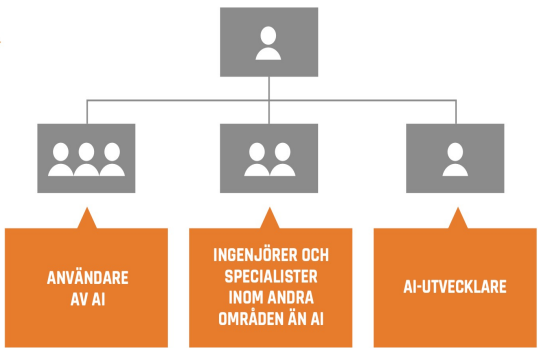 ANVÄNDARE
AV AI
INGENJÖRER OCH
SPECIALISTER
INOM ANDRA
OMRÅDEN ÄN AI
AI-UTVECKLARE